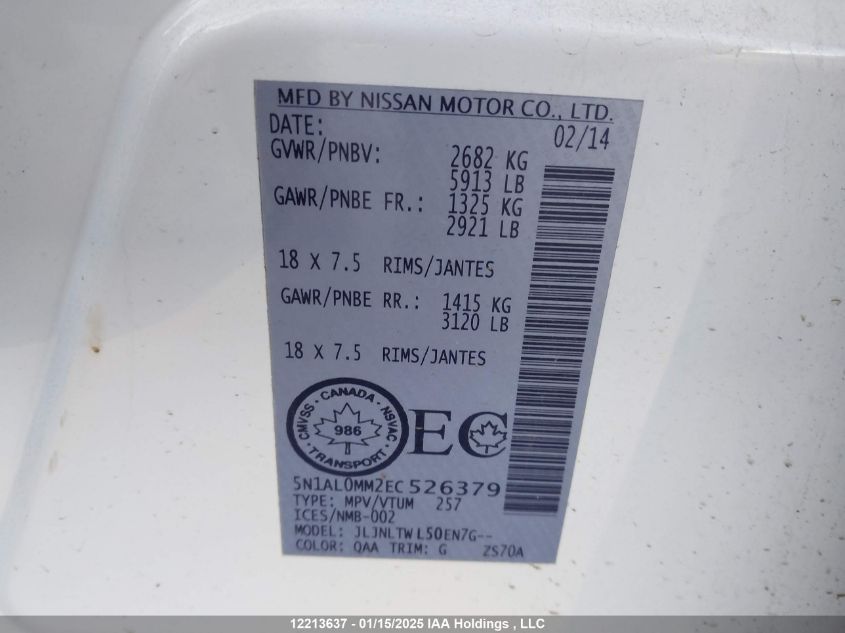 MFD BY NISSAN MOTOR CO., LTD.
DATE: 02/14
GVWR/PNBV: 2682 KG
5913 LB
GAWR/PNBE FR.: 1325 KG
2921 LB
18 X 7.5 RIMS/JANTES
GAWR/PNBE RR.: 1415 KG
3120 LB
18 X 7.5 RIMS/JANTES
CANADA
CMVSS 986 NSVAC
TRANSPORT
EC
5N1AL0MM2EC526379
TYPE: MPV/VTUM 2S7
ICES/NMB-002
MODEL: JLJNLTWL50EN7G--
COLOR: QAA TRIM: G ZS70A
12213637 - 01/15/2025 IAA Holdings , LLC